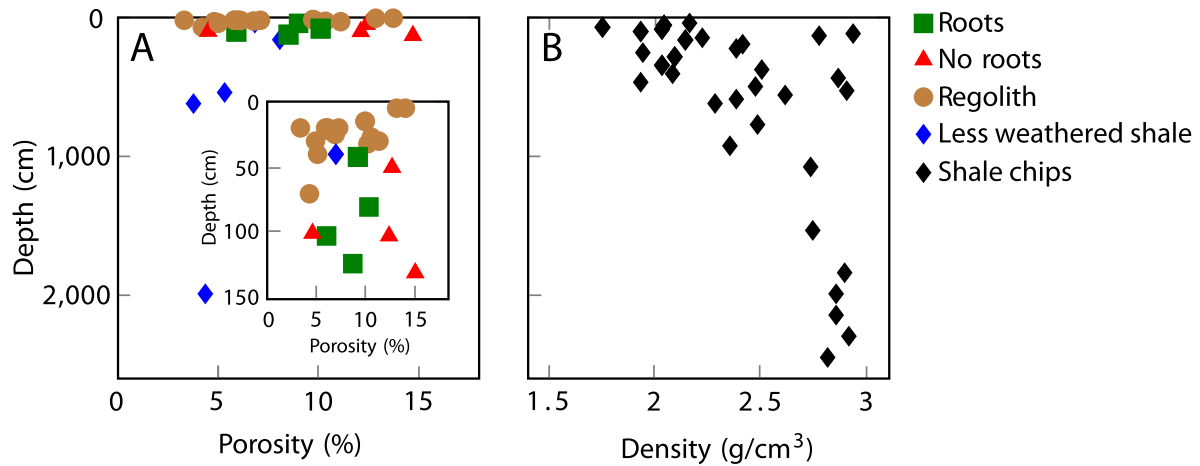 A
Depth (cm)
0
1,000
2,000
0
5
10
15
Porosity (%)
Depth (cm)
0
50
100
150
0
5
10
15
Porosity (%)
B
1.5
2
2.5
3
Density (g/cm³)
Roots
No roots
Regolith
Less weathered shale
Shale chips